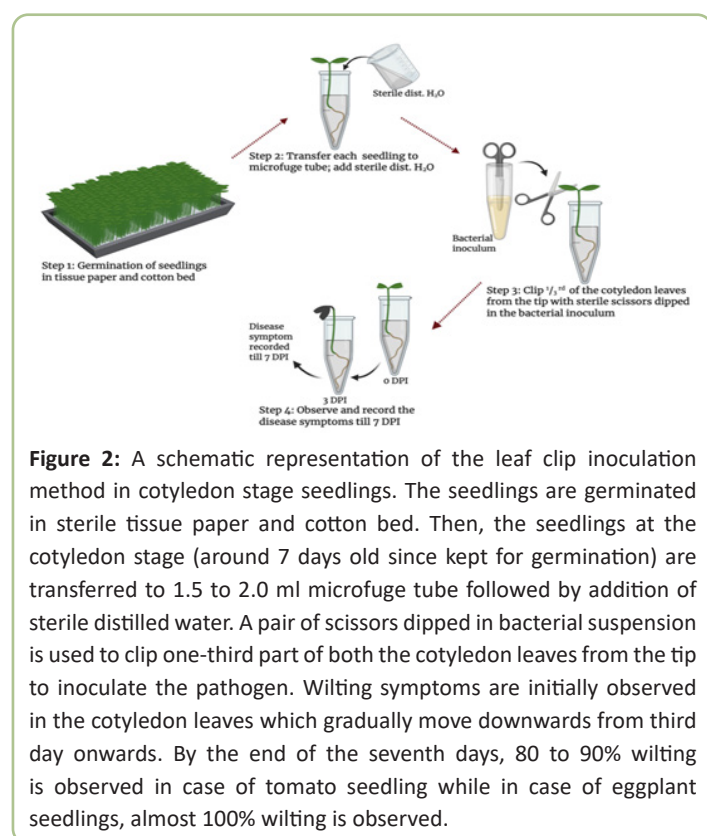 Sterile dist. H₂O
Step 2: Transfer each seedling to
microfuge tube; add sterile dist. H₂O
Bacterial
inoculum
Step 1: Germination of seedlings
in tissue paper and cotton bed
Step 3: Clip ¹/₃ʳᵈ of the cotyledon leaves
from the tip with sterile scissors dipped
in the bacterial inoculum
Disease
symptom
recorded
till 7 DPI
0 DPI
3 DPI
Step 4: Observe and record the
disease symptoms till 7 DPI
Figure 2: A schematic representation of the leaf clip inoculation
method in cotyledon stage seedlings. The seedlings are germinated
in sterile tissue paper and cotton bed. Then, the seedlings at the
cotyledon stage (around 7 days old since kept for germination) are
transferred to 1.5 to 2.0 ml microfuge tube followed by addition of
sterile distilled water. A pair of scissors dipped in bacterial suspension
is used to clip one-third part of both the cotyledon leaves from the tip
to inoculate the pathogen. Wilting symptoms are initially observed
in the cotyledon leaves which gradually move downwards from third
day onwards. By the end of the seventh days, 80 to 90% wilting
is observed in case of tomato seedling while in case of eggplant
seedlings, almost 100% wilting is observed.